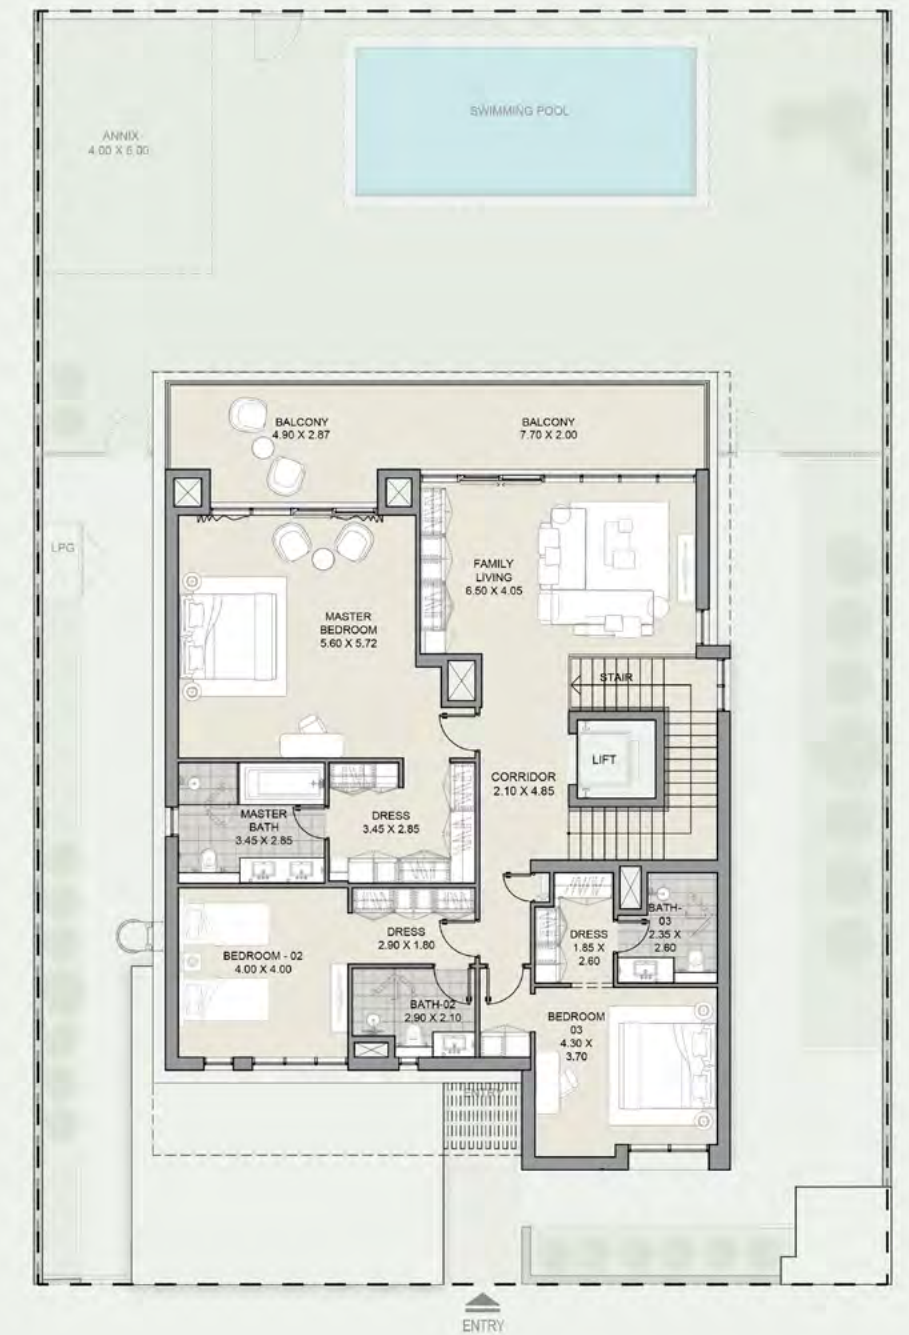 SWIMMING POOL
ANNIX
4.00 X 6.00
BALCONY
4.90 X 2.87
BALCONY
7.70 X 2.00
LPG
FAMILY
LIVING
6.50 X 4.05
MASTER
BEDROOM
5.60 X 5.72
STAIR
LIFT
CORRIDOR
2.10 X 4.85
MASTER
BATH
3.45 X 2.85
DRESS
3.45 X 2.85
BATH-
03
2.35 X
2.60
DRESS
1.85 X
2.60
DRESS
2.90 X 1.80
BEDROOM - 02
4.00 X 4.00
BATH-02
2.90 X 2.10
BEDROOM
03
4.30 X
3.70
ENTRY
ENTRY